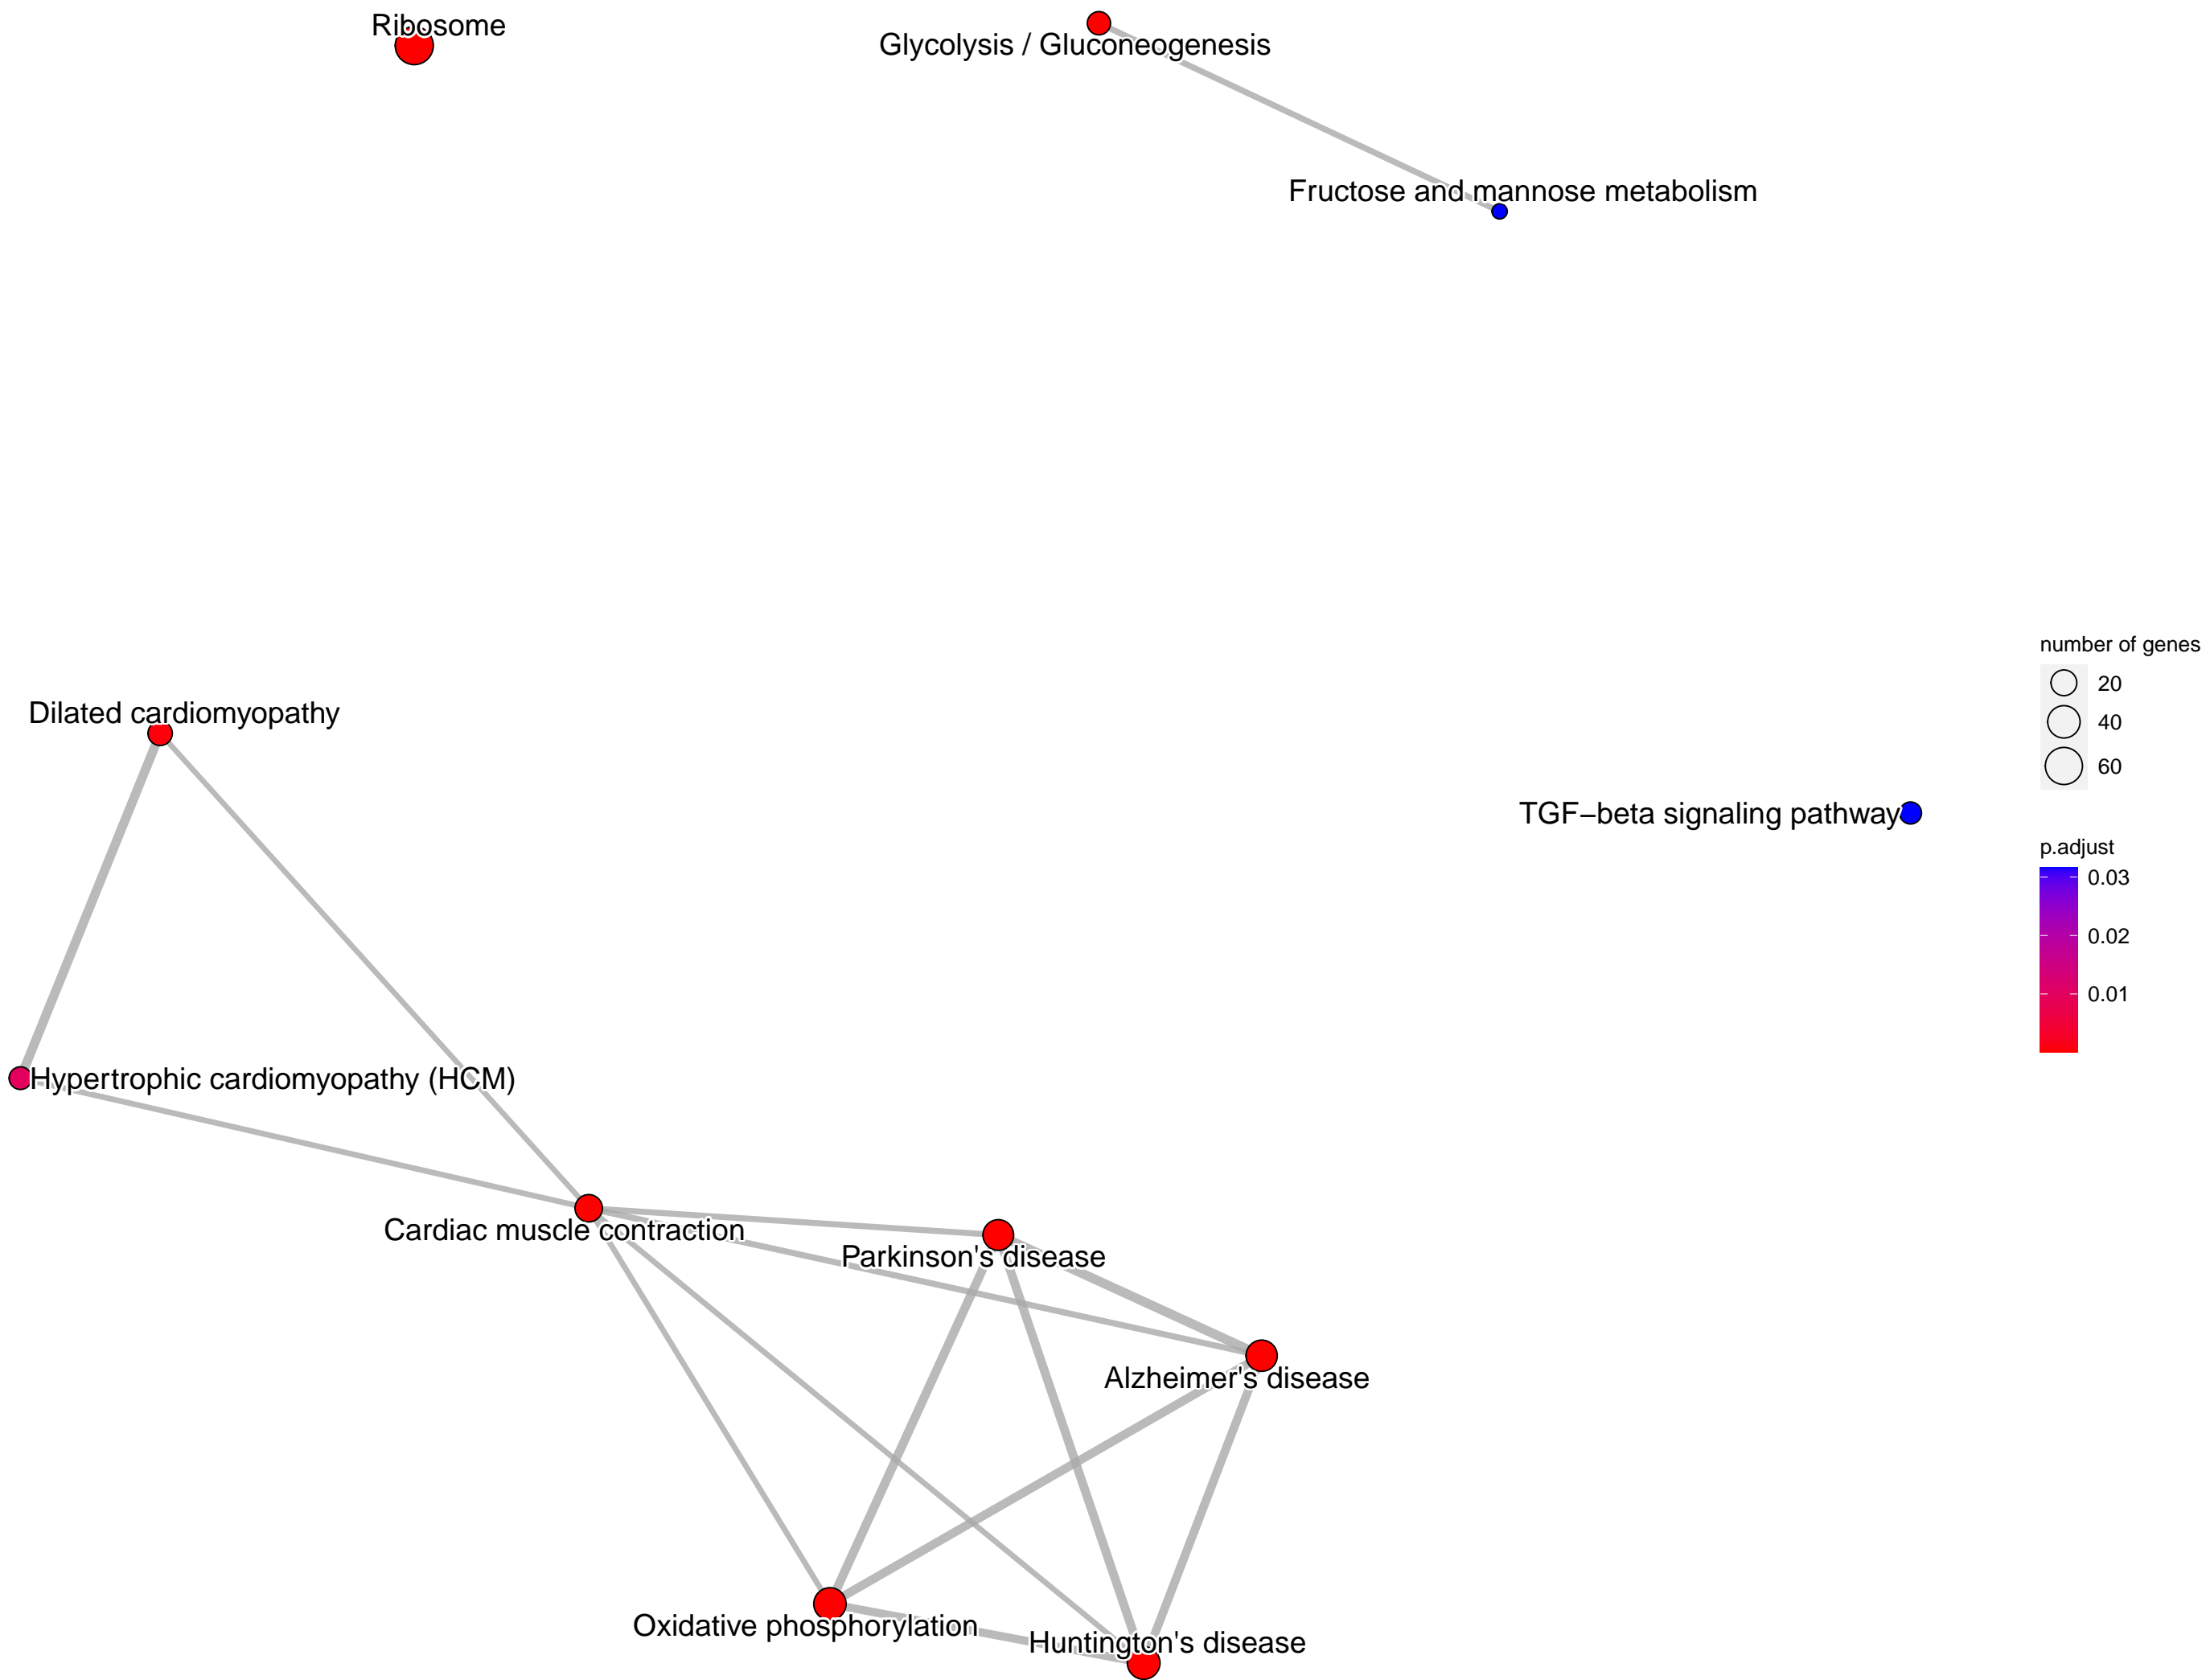 Ribosome
Glycolysis / Gluconeogenesis
Fructose and mannose metabolism
number of genes
20
40
60
Dilated cardiomyopathy
TGF−beta signaling pathway
p.adjust
0.03
0.02
0.01
Hypertrophic cardiomyopathy (HCM)
Cardiac muscle contraction
Parkinson's disease
Alzheimer's disease
Oxidative phosphorylation
Huntington's disease